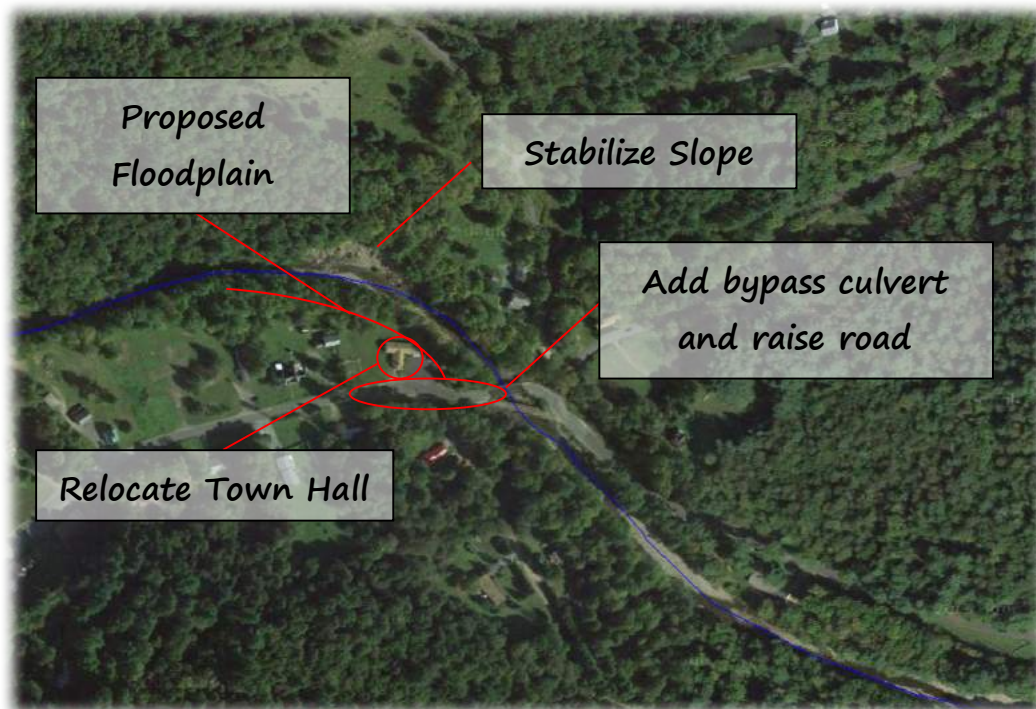 Proposed
Floodplain
Stabilize Slope
Add bypass culvert
and raise road
Relocate Town Hall